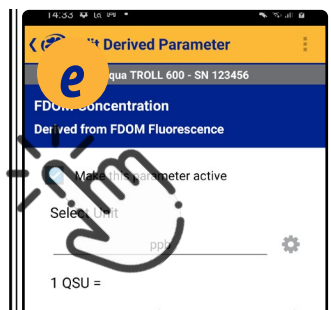 14:33
Edit Derived Parameter
Aqua TROLL 600 - SN 123456
e
FDOM Concentration
Derived from FDOM Fluorescence
Make this parameter active
Select Unit
ppb
1 QSU =